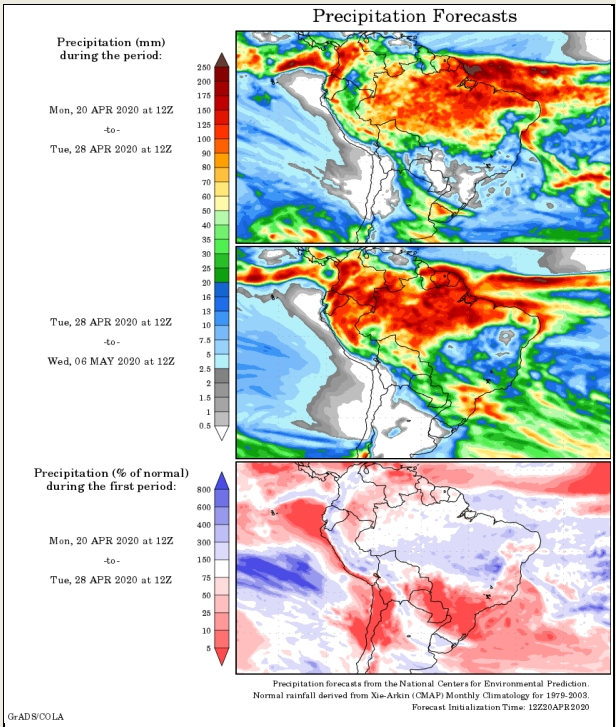 Precipitation Forecasts
Precipitation (mm)
during the period:
Mon, 20 APR 2020 at 12Z
-to-
Tue, 28 APR 2020 at 12Z
250
200
175
150
125
100
90
80
70
60
50
40
35
30
25
20
16
13
10
7.5
5
2.5
2
1.5
1
0.5
Tue, 28 APR 2020 at 12Z
-to-
Wed, 06 MAY 2020 at 12Z
Precipitation (% of normal)
during the first period:
Mon, 20 APR 2020 at 12Z
-to-
Tue, 28 APR 2020 at 12Z
800
600
400
300
150
75
50
25
10
5
Precipitation forecasts from the National Centers for Environmental Prediction.
Normal rainfall derived from Xie-Arkin (CMAP) Monthly Climatology for 1979-2003.
Forecast Initialization Time: 12Z20APR2020
GrADS/COLA